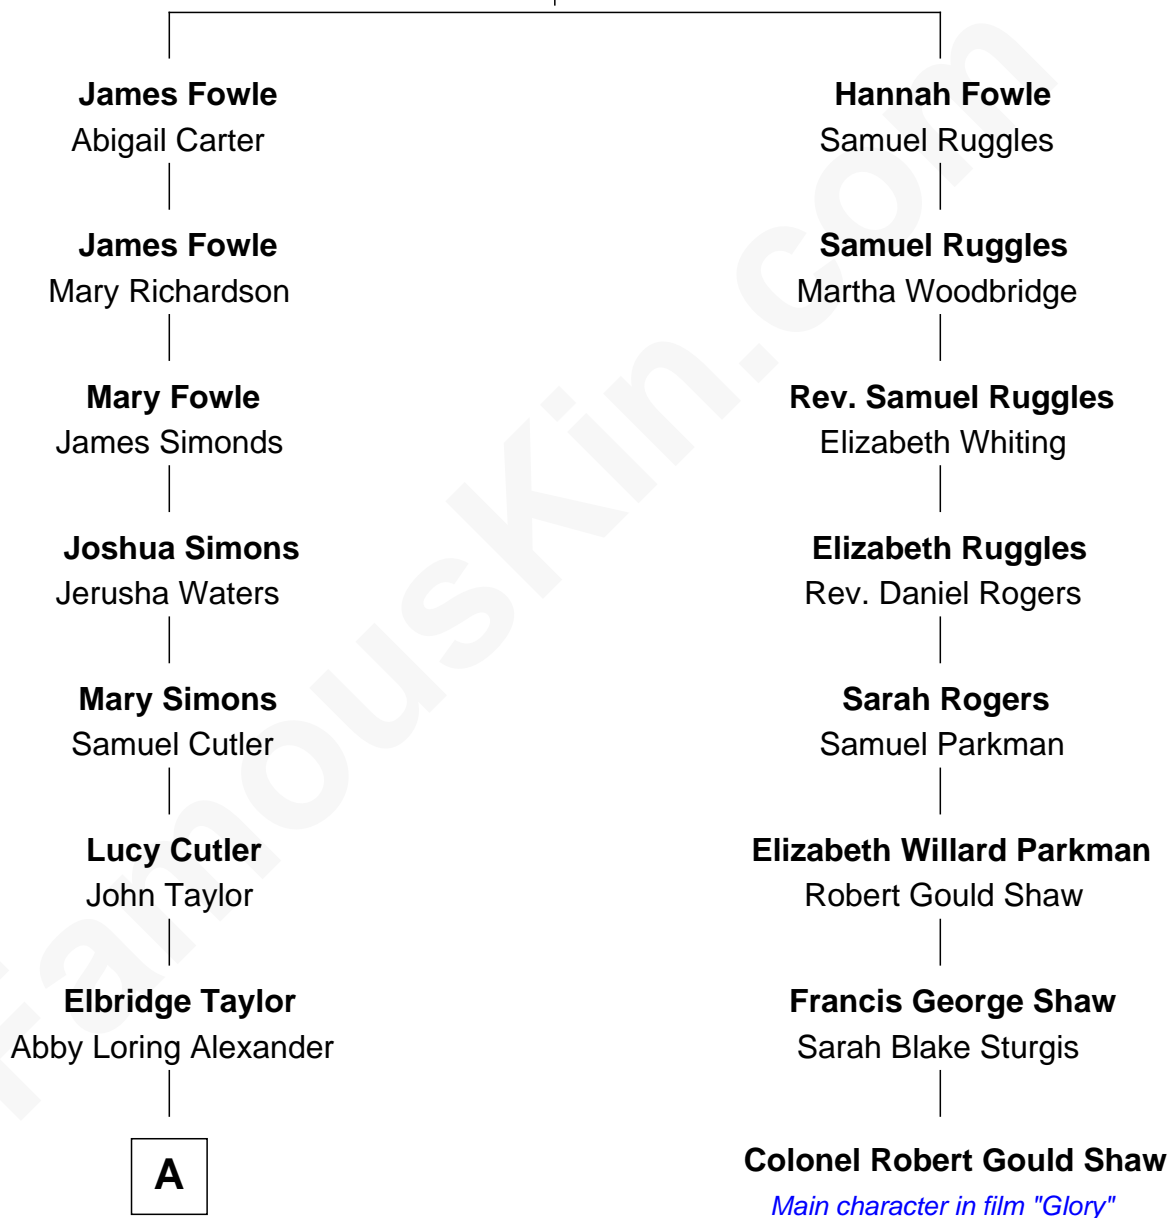 James Fowle
Abigail Carter
James Fowle
Mary Richardson
Mary Fowle
James Simonds
Joshua Simons
Jerusha Waters
Mary Simons
Samuel Cutler
Lucy Cutler
John Taylor
Elbridge Taylor
Abby Loring Alexander
A
Hannah Fowle
Samuel Ruggles
Samuel Ruggles
Martha Woodbridge
Rev. Samuel Ruggles
Elizabeth Whiting
Elizabeth Ruggles
Rev. Daniel Rogers
Sarah Rogers
Samuel Parkman
Elizabeth Willard Parkman
Robert Gould Shaw
Francis George Shaw
Sarah Blake Sturgis
Colonel Robert Gould Shaw
Main character in film "Glory"
FamousKin.com